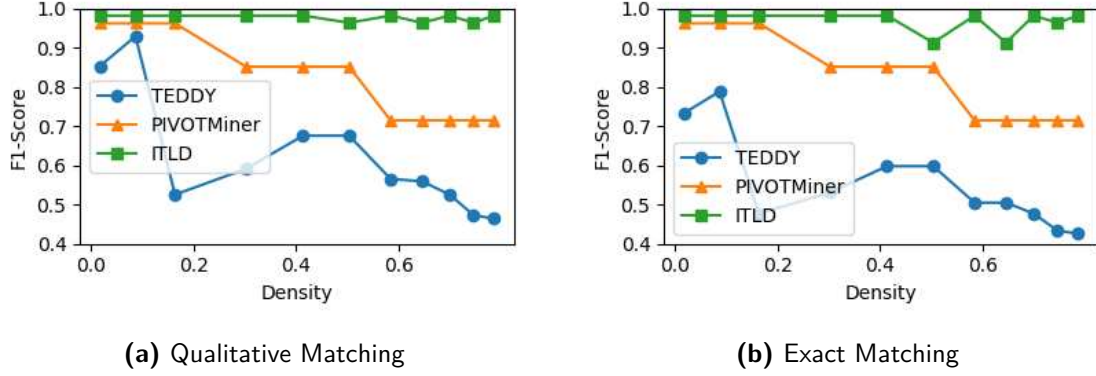 1.0
0.9
0.8
0.7
0.6
0.5
0.4
F1-Score
TEDDY
PIVOTMiner
ITLD
0.0 0.2 0.4 0.6
Density
(a) Qualitative Matching
1.0
0.9
0.8
0.7
0.6
0.5
0.4
F1-Score
TEDDY
PIVOTMiner
ITLD
0.0 0.2 0.4 0.6
Density
(b) Exact Matching